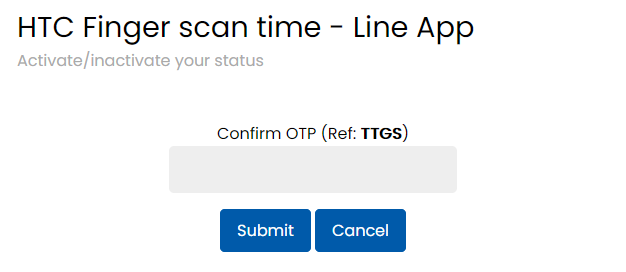 HTC Finger scan time - Line App
Activate/inactivate your status
Confirm OTP (Ref: TTGS)
Submit Cancel